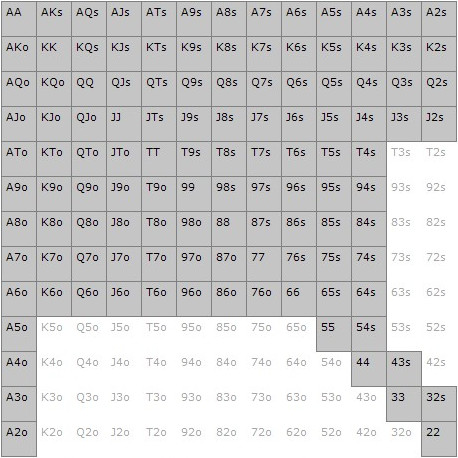 AA AKs AQs AJs ATs A9s A8s A7s A6s A5s A4s A3s A2s
AKo KK KQs KJs KTs K9s K8s K7s K6s K5s K4s K3s K2s
AQo KQo QQ QJs QTs Q9s Q8s Q7s Q6s Q5s Q4s Q3s Q2s
AJo KJo QJo JJ JTs J9s J8s J7s J6s J5s J4s J3s J2s
ATo KTo QTo JTo TT T9s T8s T7s T6s T5s T4s T3s T2s
A9o K9o Q9o J9o T9o 99 98s 97s 96s 95s 94s 93s 92s
A8o K8o Q8o J8o T8o 98o 88 87s 86s 85s 84s 83s 82s
A7o K7o Q7o J7o T7o 97o 87o 77 76s 75s 74s 73s 72s
A6o K6o Q6o J6o T6o 96o 86o 76o 66 65s 64s 63s 62s
A5o K5o Q5o J5o T5o 95o 85o 75o 65o 55 54s 53s 52s
A4o K4o Q4o J4o T4o 94o 84o 74o 64o 54o 44 43s 42s
A3o K3o Q3o J3o T3o 93o 83o 73o 63o 53o 43o 33 32s
A2o K2o Q2o J2o T2o 92o 82o 72o 62o 52o 42o 32o 22